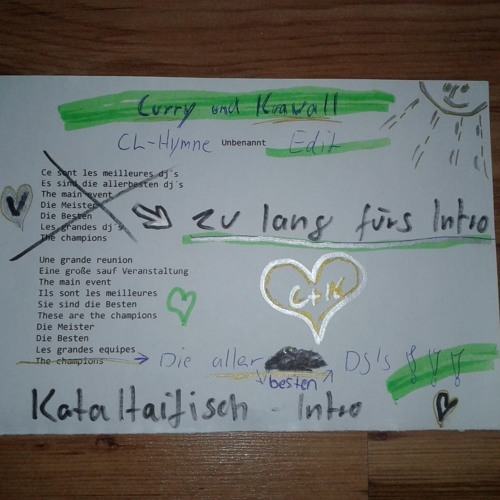 Curry und Krawall
CL-Hymne Unbenannt Edit
Ce sont les meilleures dj's
Es sind die allerbesten dj's
The main event
Die Meister
Die Besten
Les grandes dj's
The champions
V
zu lang fürs Intro
Une grande reunion
Eine große sauf Veranstaltung
The main event
Ils sont les meilleures
Sie sind die Besten
These are the champions
Die Meister
Die Besten
Les grandes equipes
The champions
C+K
Die aller besten DJ's !!!
Kataltaifisch - Intro